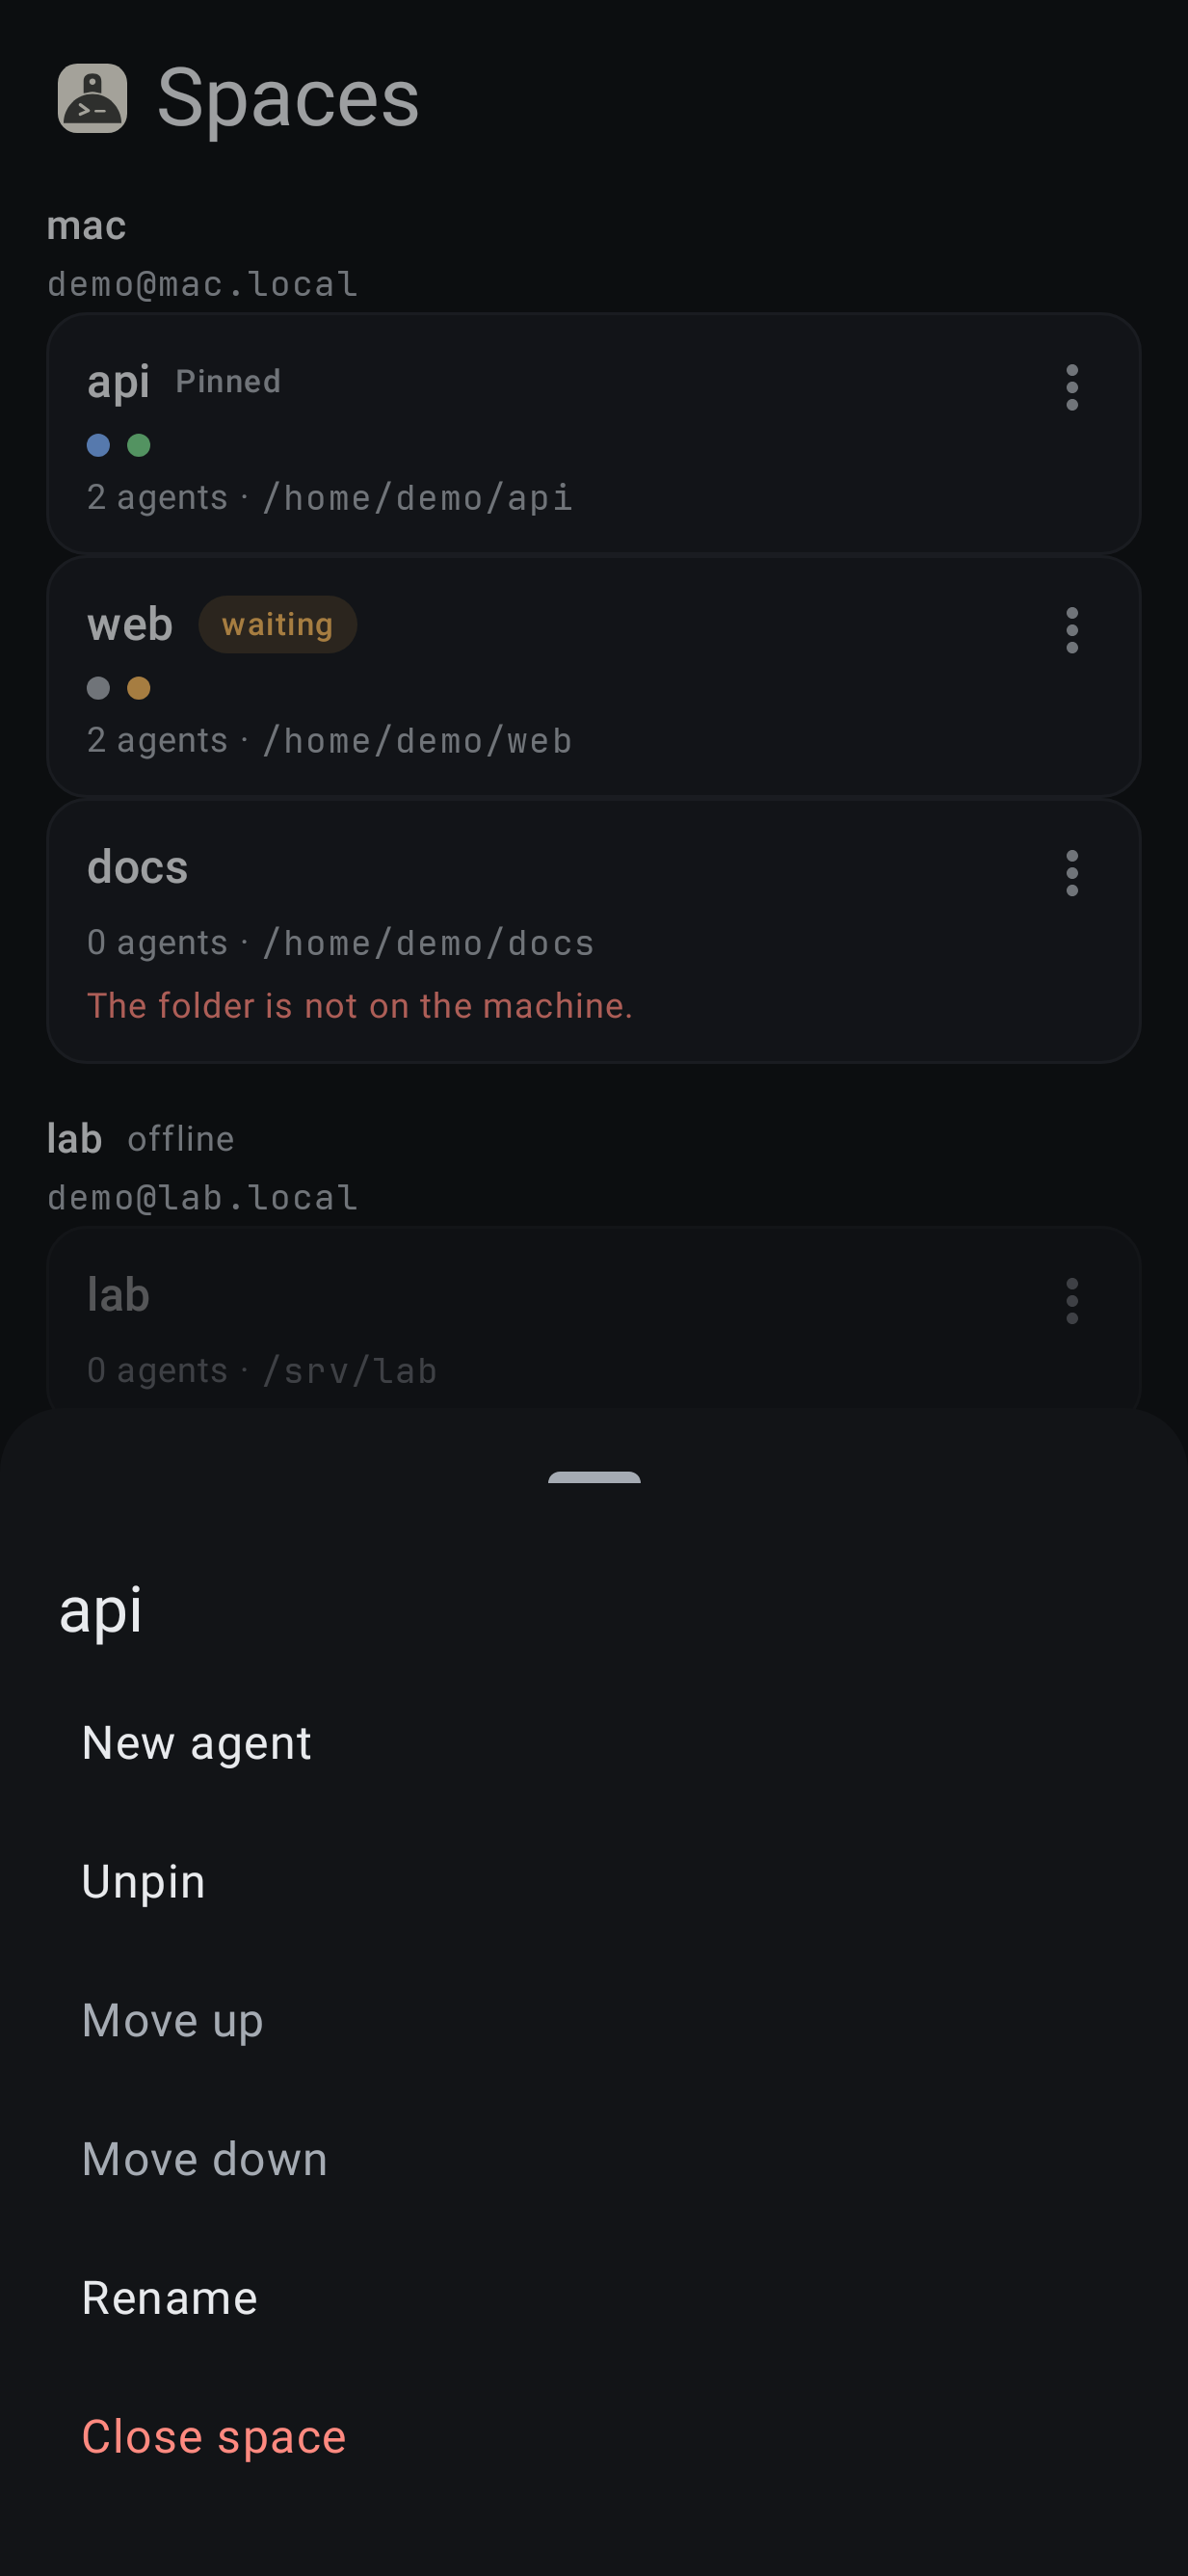 >_ Spaces
mac
demo@mac.local
api Pinned
2 agents · /home/demo/api
web waiting
2 agents · /home/demo/web
docs
0 agents · /home/demo/docs
The folder is not on the machine.
lab offline
demo@lab.local
lab
0 agents · /srv/lab
api
New agent
Unpin
Move up
Move down
Rename
Close space